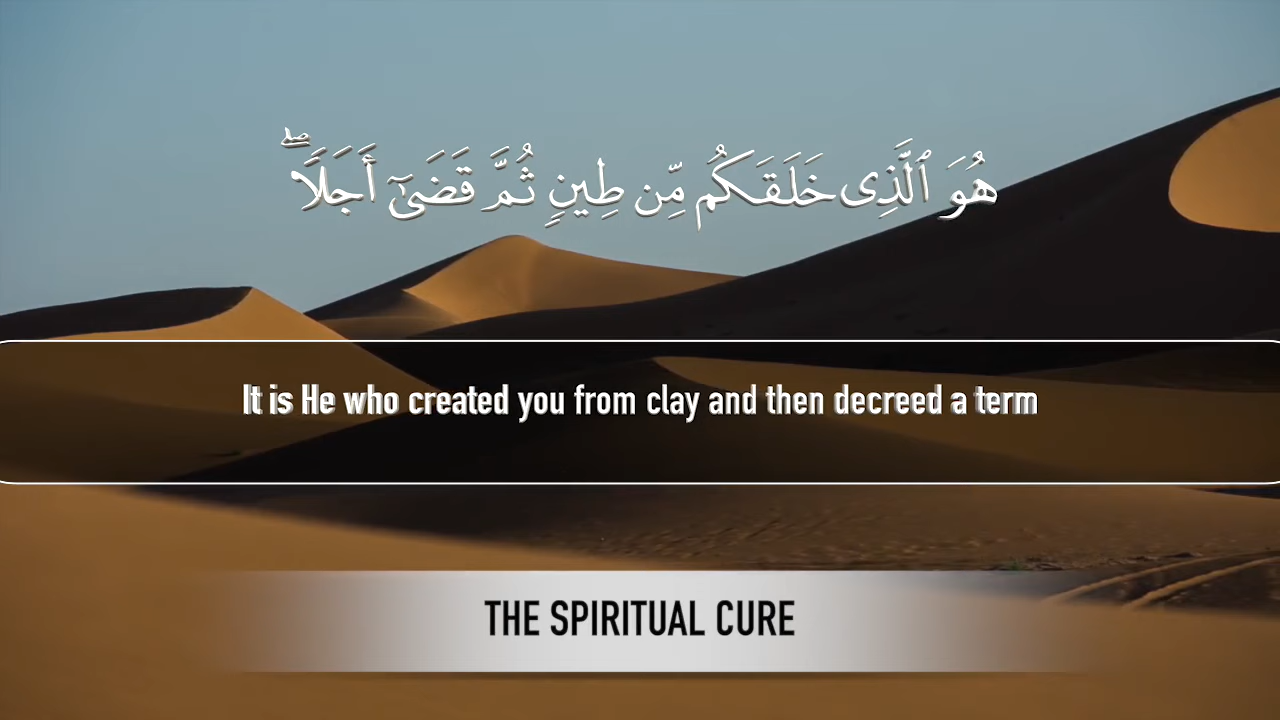 هُوَ ٱلَّذِى خَلَقَكُم مِّن طِينٍ ثُمَّ قَضَىٰٓ أَجَلًا ۖ
It is He who created you from clay and then decreed a term
THE SPIRITUAL CURE